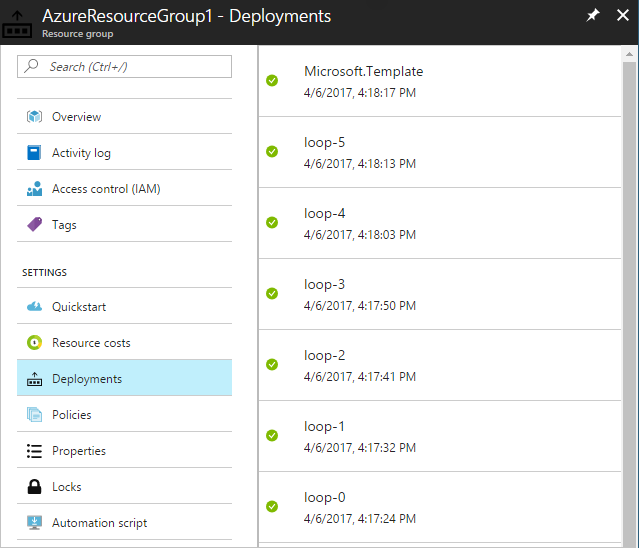 AzureResourceGroup1 - Deployments
Resource group
Search (Ctrl+/)
Overview
Activity log
Access control (IAM)
Tags
SETTINGS
Quickstart
Resource costs
Deployments
Policies
Properties
Locks
Automation script
Microsoft.Template
4/6/2017, 4:18:17 PM
loop-5
4/6/2017, 4:18:13 PM
loop-4
4/6/2017, 4:18:03 PM
loop-3
4/6/2017, 4:17:50 PM
loop-2
4/6/2017, 4:17:41 PM
loop-1
4/6/2017, 4:17:32 PM
loop-0
4/6/2017, 4:17:24 PM